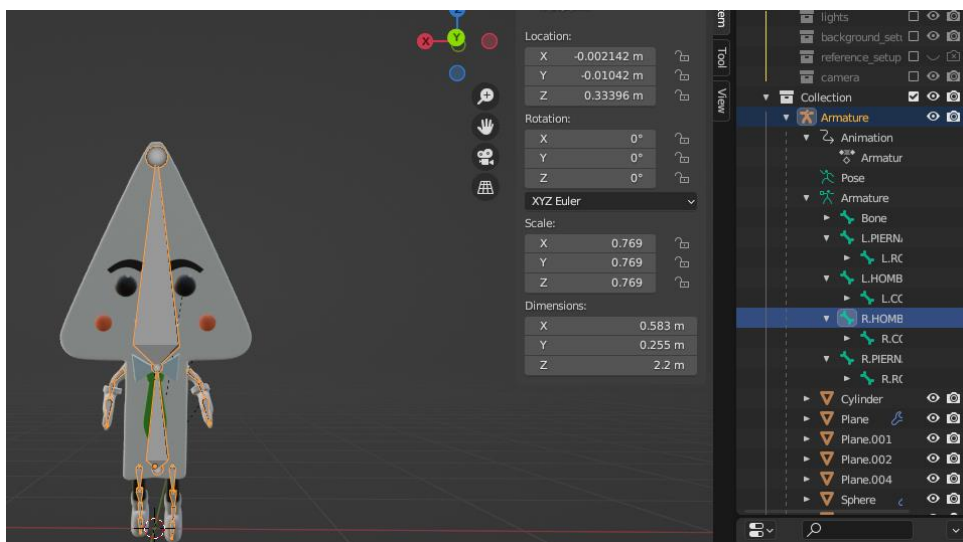 X
Y
Location:
X -0.002142 m
Y -0.01042 m
Z 0.33396 m
Rotation:
X 0°
Y 0°
Z 0°
XYZ Euler
Scale:
X 0.769
Y 0.769
Z 0.769
Dimensions:
X 0.583 m
Y 0.255 m
Z 2.2 m
Tool
View
lights
reference_setup
camera
Collection
Armature
Animation
Armatur
Pose
Armature
Bone
L.PIERN
L.RC
L.HOMB
L.CC
R.HOMB
R.C
R.PIERN.
R.R
Cylinder
Plane
Plane.001
Plane.002
Plane.004
Sphere